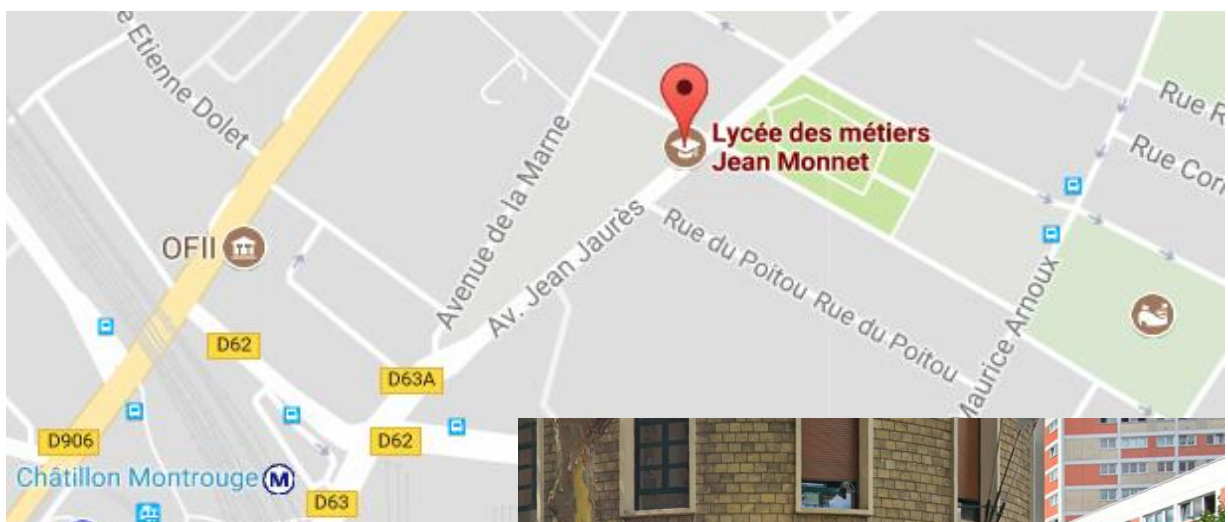 e Etienne Dolet
Avenue de la Marne
Lycée des métiers
Jean Monnet
Rue R
Rue Corr
OFII
Av. Jean Jaurès
Rue du Poitou
Rue du Poitou
Maurice Arnoux
D62
D63A
D906
D62
Châtillon Montrouge
M
D63